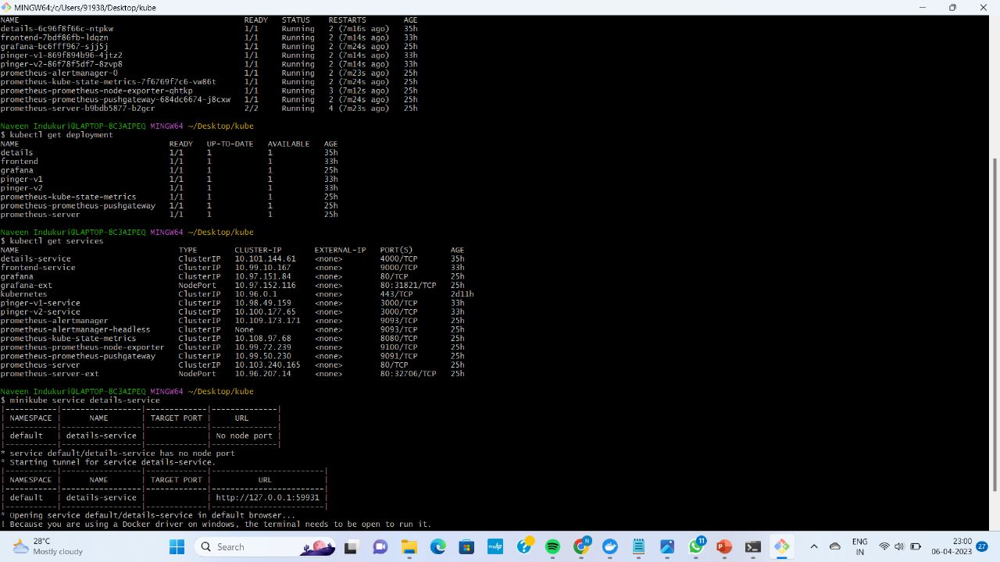 MINGW64:/c/Users/91938/Desktop/kube
NAME READY STATUS RESTARTS AGE
details-6c96f8f66c-ntpkw 1/1 Running 2 (7m16s ago) 35h
frontend-7bdf86fb-ldqzn 1/1 Running 2 (7m14s ago) 33h
grafana-bc6fff967-sjj5j 1/1 Running 2 (7m24s ago) 25h
pinger-v1-869f894b96-4jtz2 1/1 Running 2 (7m14s ago) 33h
pinger-v2-86f78f5df7-8zvp8 1/1 Running 2 (7m14s ago) 33h
prometheus-alertmanager-0 1/1 Running 2 (7m23s ago) 25h
prometheus-kube-state-metrics-7f6769f7c6-vw86t 1/1 Running 2 (7m24s ago) 25h
prometheus-prometheus-node-exporter-qhtkp 1/1 Running 3 (7m12s ago) 25h
prometheus-prometheus-pushgateway-684dc6674-j8cxw 1/1 Running 2 (7m24s ago) 25h
prometheus-server-b9bdb5877-b2gcr 2/2 Running 4 (7m23s ago) 25h
Naveen Indukuri@LAPTOP-8C3AIPEQ MINGW64 ~/Desktop/kube
$ kubectl get deployment
NAME READY UP-TO-DATE AVAILABLE AGE
details 1/1 1 1 35h
frontend 1/1 1 1 33h
grafana 1/1 1 1 25h
pinger-v1 1/1 1 1 33h
pinger-v2 1/1 1 1 33h
prometheus-kube-state-metrics 1/1 1 1 25h
prometheus-prometheus-pushgateway 1/1 1 1 25h
prometheus-server 1/1 1 1 25h
Naveen Indukuri@LAPTOP-8C3AIPEQ MINGW64 ~/Desktop/kube
$ kubectl get services
NAME TYPE CLUSTER-IP EXTERNAL-IP PORT(S) AGE
details-service ClusterIP 10.101.144.61 <none> 4000/TCP 35h
frontend-service ClusterIP 10.99.10.167 <none> 9000/TCP 33h
grafana ClusterIP 10.97.151.84 <none> 80/TCP 25h
grafana-ext NodePort 10.97.152.116 <none> 80:31821/TCP 25h
kubernetes ClusterIP 10.96.0.1 <none> 443/TCP 2d11h
pinger-v1-service ClusterIP 10.98.49.159 <none> 3000/TCP 33h
pinger-v2-service ClusterIP 10.100.177.65 <none> 3000/TCP 33h
prometheus-alertmanager ClusterIP 10.109.173.171 <none> 9093/TCP 25h
prometheus-alertmanager-headless ClusterIP None <none> 9093/TCP 25h
prometheus-kube-state-metrics ClusterIP 10.108.97.68 <none> 8080/TCP 25h
prometheus-prometheus-node-exporter ClusterIP 10.99.72.239 <none> 9100/TCP 25h
prometheus-prometheus-pushgateway ClusterIP 10.99.50.230 <none> 9091/TCP 25h
prometheus-server ClusterIP 10.103.240.165 <none> 80/TCP 25h
prometheus-server-ext NodePort 10.96.207.14 <none> 80:32706/TCP 25h
Naveen Indukuri@LAPTOP-8C3AIPEQ MINGW64 ~/Desktop/kube
$ minikube service details-service
|-----------|-----------------|-------------|--------------|
| NAMESPACE | NAME | TARGET PORT | URL |
|-----------|-----------------|-------------|--------------|
| default | details-service | | No node port |
|-----------|-----------------|-------------|--------------|
* service default/details-service has no node port
* Starting tunnel for service details-service.
|-----------|-----------------|-------------|------------------------|
| NAMESPACE | NAME | TARGET PORT | URL |
|-----------|-----------------|-------------|------------------------|
| default | details-service | | http://127.0.0.1:59931 |
|-----------|-----------------|-------------|------------------------|
* Opening service default/details-service in default browser...
! Because you are using a Docker driver on windows, the terminal needs to be open to run it.
28°C
Mostly cloudy
Search
myhp
N
11
ENG
IN
23:00
06-04-2023
27